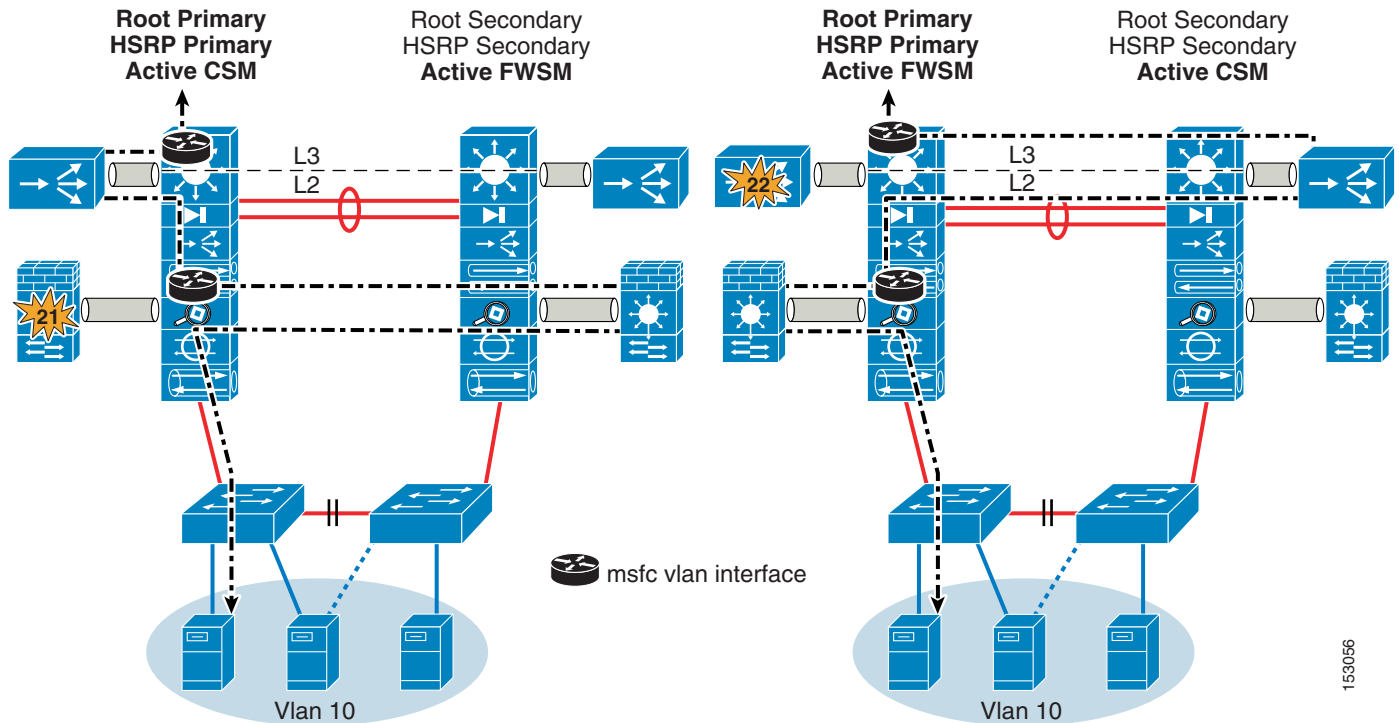 Root Primary
HSRP Primary
Active CSM
Root Secondary
HSRP Secondary
Active FWSM
Root Primary
HSRP Primary
Active FWSM
Root Secondary
HSRP Secondary
Active CSM
L3
L2
L3
L2
22
21
msfc vlan interface
Vlan 10
Vlan 10
153056